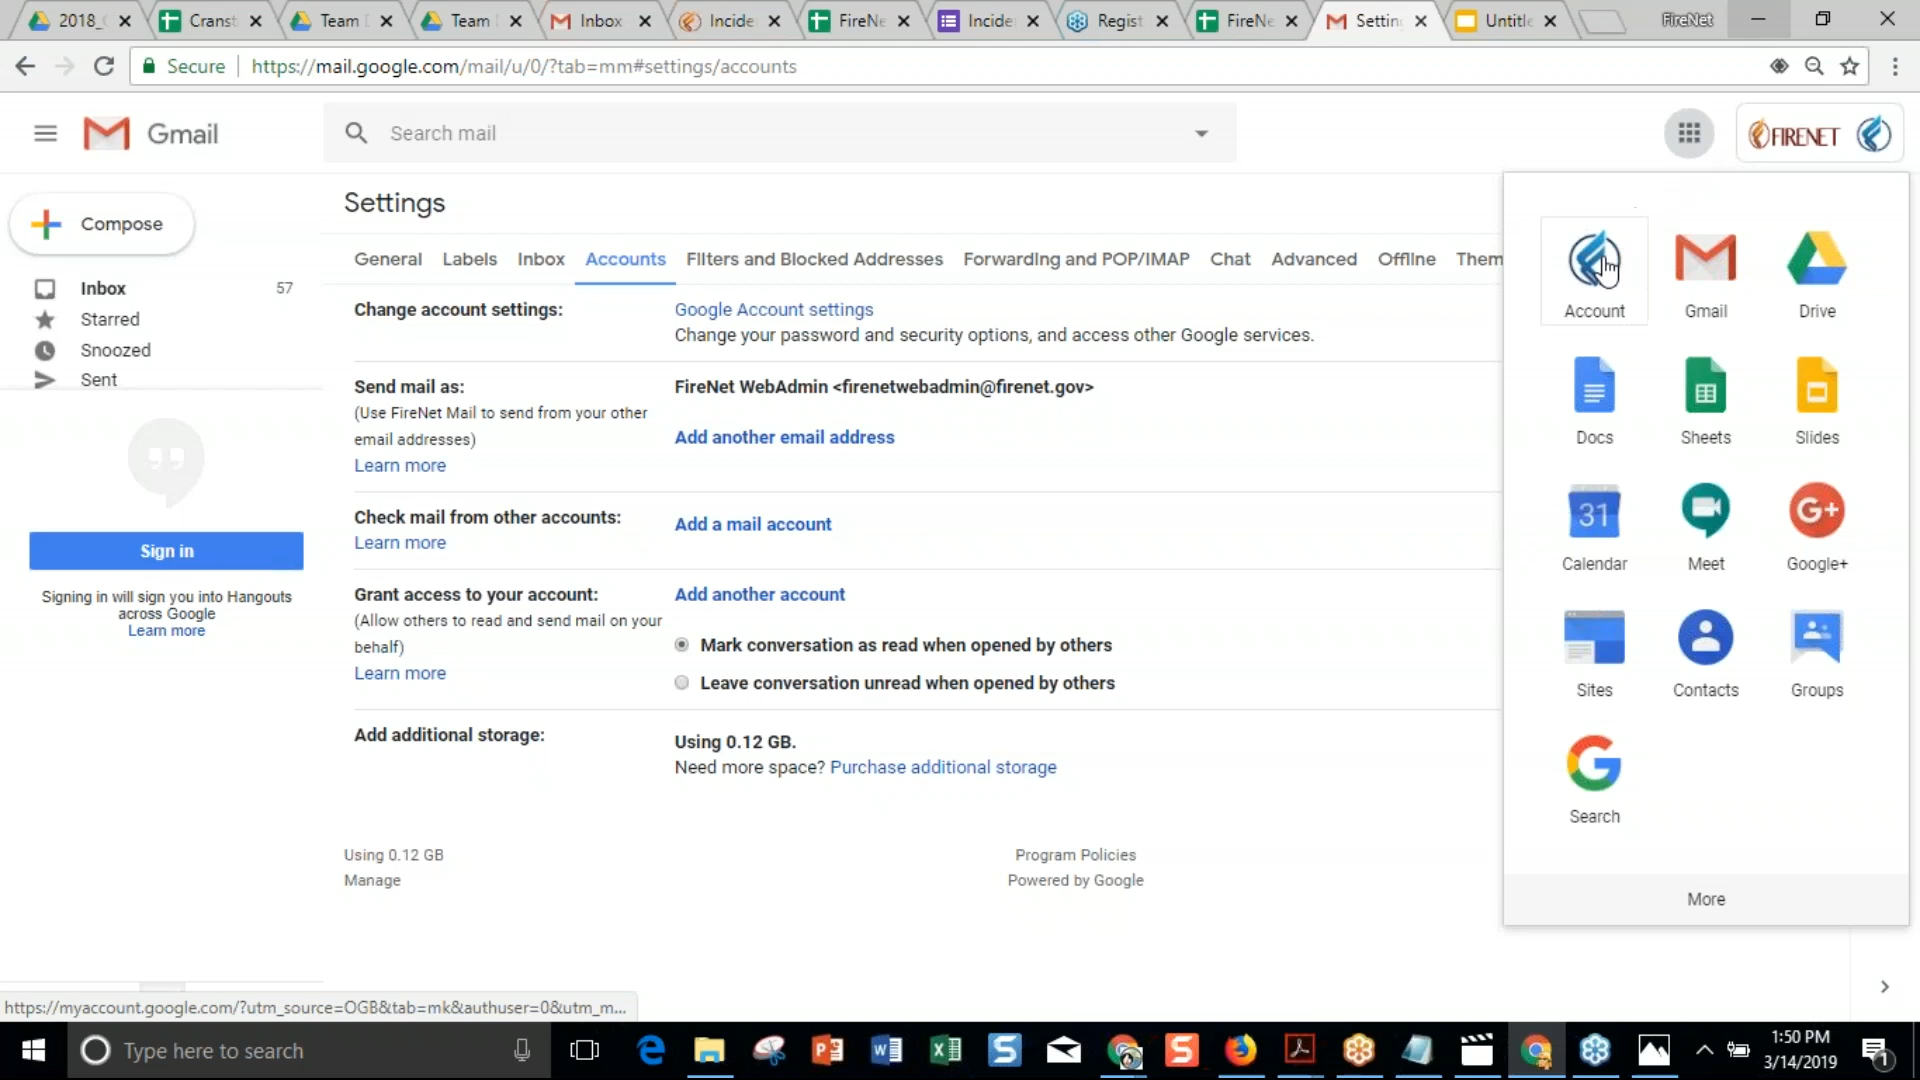 2018_
Cranst
Team
Team
Inbox
Incide
FireNe
Incide
Regist
FireNe
Settin
Untitle
FireNet
Secure
https://mail.google.com/mail/u/0/?tab=mm#settings/accounts
Gmail
Search mail
FIRENET
Compose
Inbox 57
Starred
Snoozed
Sent
Sign in
Signing in will sign you into Hangouts
across Google
Learn more
Settings
General Labels Inbox Accounts Filters and Blocked Addresses Forwarding and POP/IMAP Chat Advanced Offline Them
Change account settings:
Google Account settings
Change your password and security options, and access other Google services.
Send mail as:
(Use FireNet Mail to send from your other
email addresses)
Learn more
FireNet WebAdmin <firenetwebadmin@firenet.gov>
Add another email address
Check mail from other accounts:
Learn more
Add a mail account
Grant access to your account:
(Allow others to read and send mail on your
behalf)
Learn more
Add another account
Mark conversation as read when opened by others
Leave conversation unread when opened by others
Add additional storage:
Using 0.12 GB.
Need more space? Purchase additional storage
Using 0.12 GB
Manage
Program Policies
Powered by Google
Account
Gmail
Drive
Docs
Sheets
Slides
31
Calendar
Meet
G+
Google+
Sites
Contacts
Groups
Search
More
https://myaccount.google.com/?utm_source=OGB&tab=mk&authuser=0&utm_m...
Type here to search
1:50 PM
3/14/2019
1